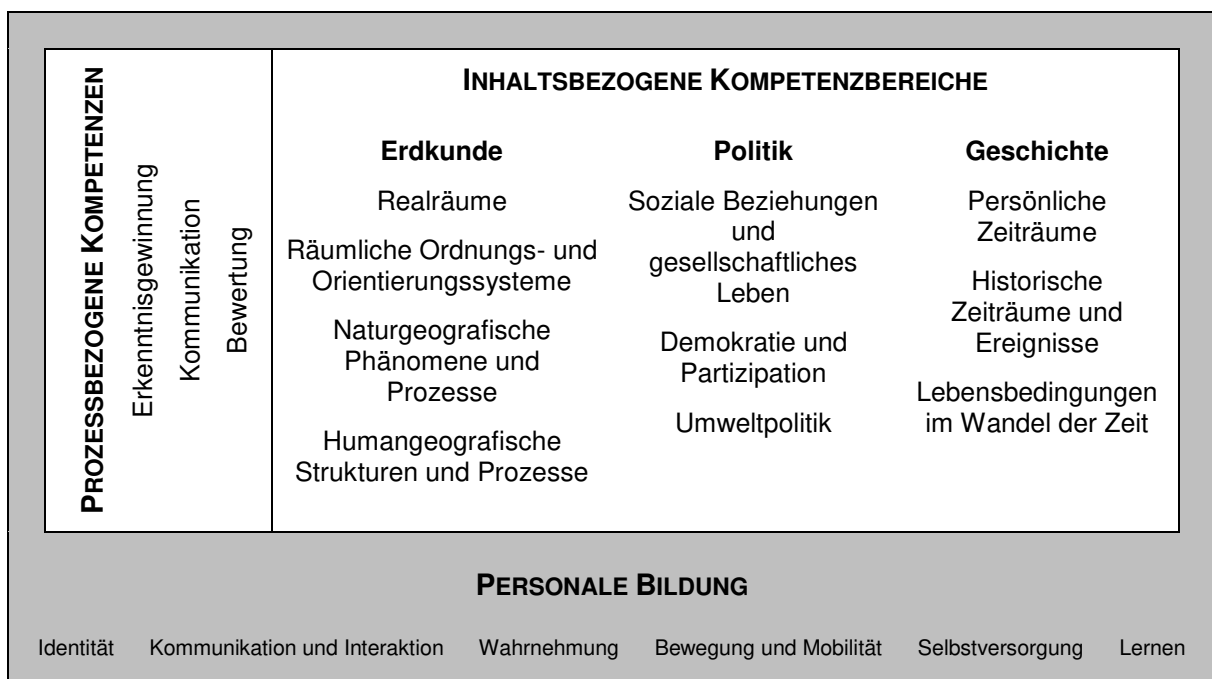 PROZESSBEZOGENE KOMPETENZEN
Erkenntnisgewinnung
Kommunikation
Bewertung
INHALTSBEZOGENE KOMPETENZBEREICHE
Erdkunde
Realräume
Räumliche Ordnungs- und
Orientierungssysteme
Naturgeografische
Phänomene und
Prozesse
Humangeografische
Strukturen und Prozesse
Politik
Soziale Beziehungen
und
gesellschaftliches
Leben
Demokratie und
Partizipation
Umweltpolitik
Geschichte
Persönliche
Zeiträume
Historische
Zeiträume und
Ereignisse
Lebensbedingungen
im Wandel der Zeit
PERSONALE BILDUNG
Identität Kommunikation und Interaktion Wahrnehmung Bewegung und Mobilität Selbstversorgung Lernen